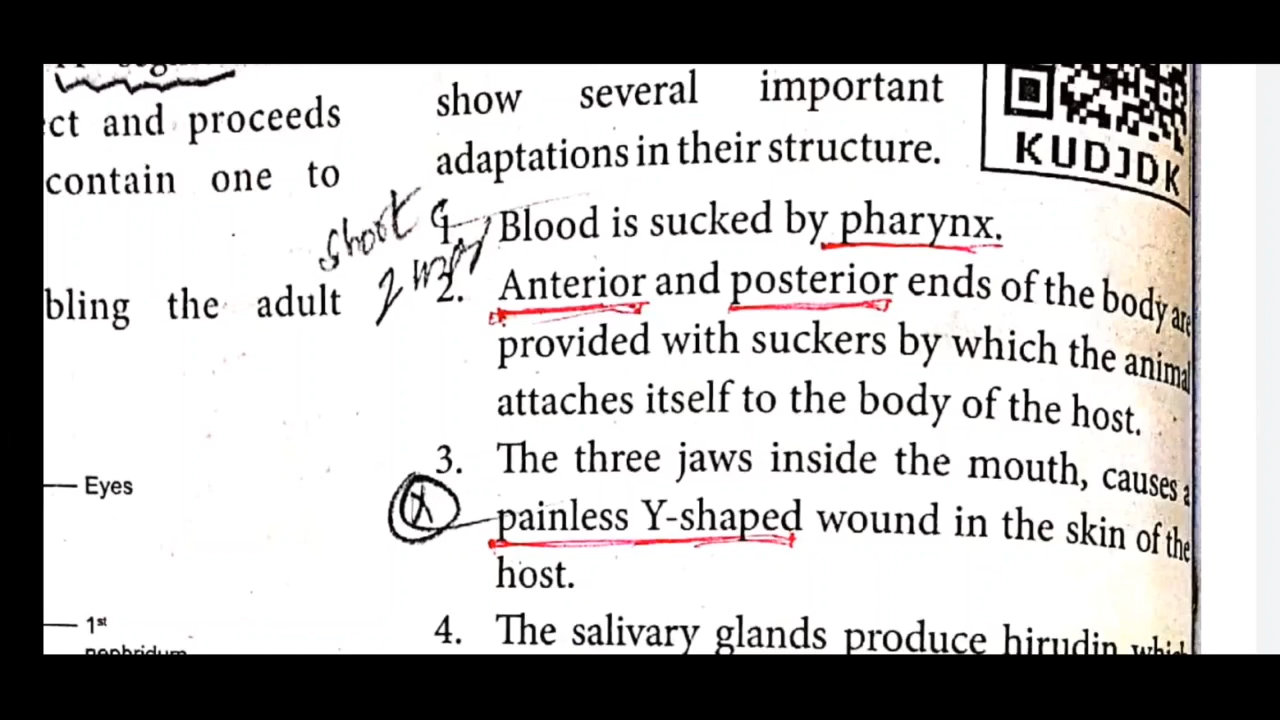 ct and proceeds
contain one to
bling the adult
Eyes
1st
nephridum
show several important
adaptations in their structure.
KUDJDK
Short
Blood is sucked by pharynx.
2. Anterior and posterior ends of the body are
provided with suckers by which the animal
attaches itself to the body of the host.
3. The three jaws inside the mouth, causes a
painless Y-shaped wound in the skin of the
host.
4. The salivary glands produce hirudin which